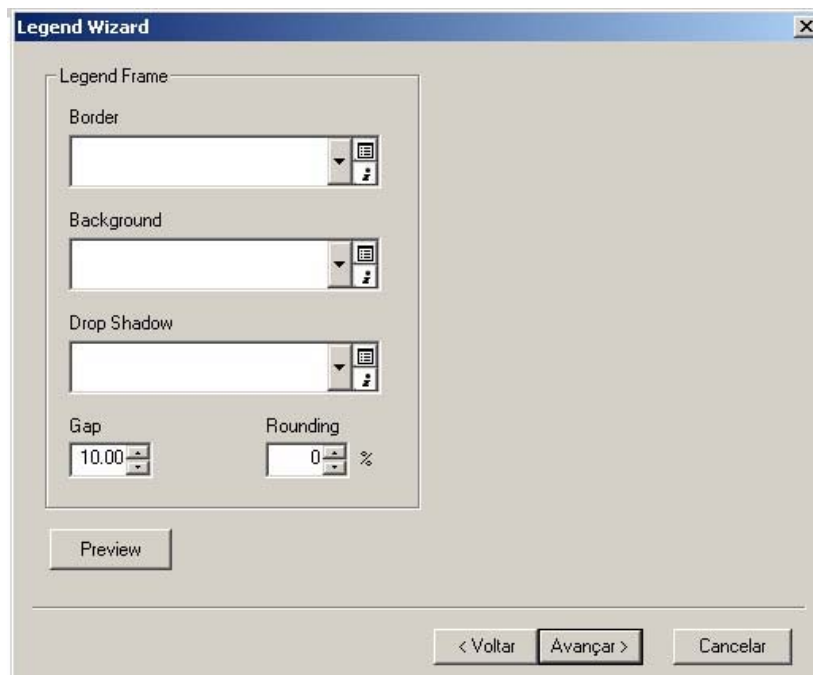 Legend Wizard
Legend Frame
Border
Background
Drop Shadow
Gap Rounding
10.00 0 %
Preview
< Voltar Avançar > Cancelar